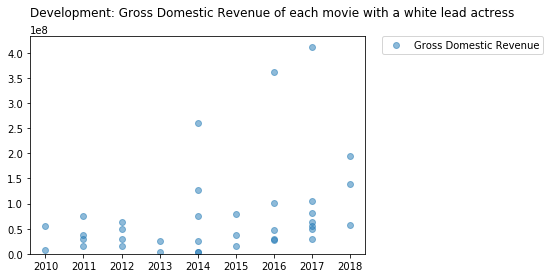 Development: Gross Domestic Revenue of each movie with a white lead actress
1e8
Gross Domestic Revenue
4.0
3.5
3.0
2.5
2.0
1.5
1.0
0.5
0.0
2010 2011 2012 2013 2014 2015 2016 2017 2018